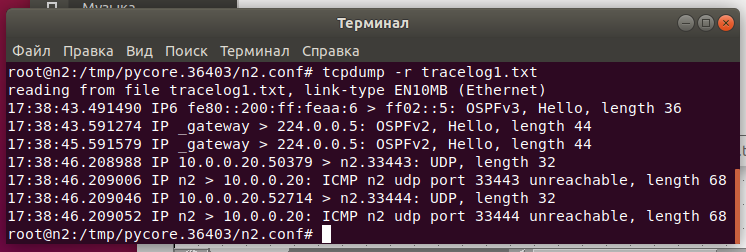 Музыка
Терминал
Файл Правка Вид Поиск Терминал Справка
root@n2:/tmp/pycore.36403/n2.conf# tcpdump -r tracelog1.txt
reading from file tracelog1.txt, link-type EN10MB (Ethernet)
17:38:43.491490 IP6 fe80::200:ff:feaa:6 > ff02::5: OSPFv3, Hello, length 36
17:38:43.591274 IP _gateway > 224.0.0.5: OSPFv2, Hello, length 44
17:38:45.591579 IP _gateway > 224.0.0.5: OSPFv2, Hello, length 44
17:38:46.208988 IP 10.0.0.20.50379 > n2.33443: UDP, length 32
17:38:46.209006 IP n2 > 10.0.0.20: ICMP n2 udp port 33443 unreachable, length 68
17:38:46.209046 IP 10.0.0.20.52714 > n2.33444: UDP, length 32
17:38:46.209052 IP n2 > 10.0.0.20: ICMP n2 udp port 33444 unreachable, length 68
root@n2:/tmp/pycore.36403/n2.conf#